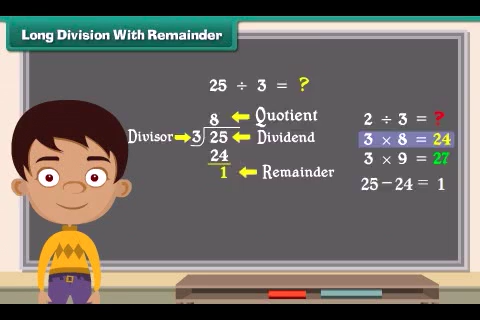 Long Division With Remainder
25 ÷ 3 = ?
8 ← Quotient
Divisor → 3 25 ← Dividend
24
1 ← Remainder
2 ÷ 3 = ?
3 × 8 = 24
3 × 9 = 27
25 − 24 = 1